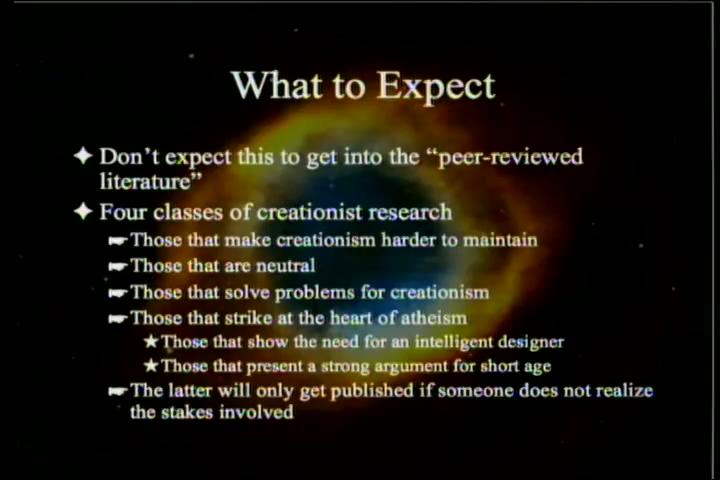 What to Expect
Don't expect this to get into the “peer-reviewed
literature”
Four classes of creationist research
Those that make creationism harder to maintain
Those that are neutral
Those that solve problems for creationism
Those that strike at the heart of atheism
Those that show the need for an intelligent designer
Those that present a strong argument for short age
The latter will only get published if someone does not realize
the stakes involved